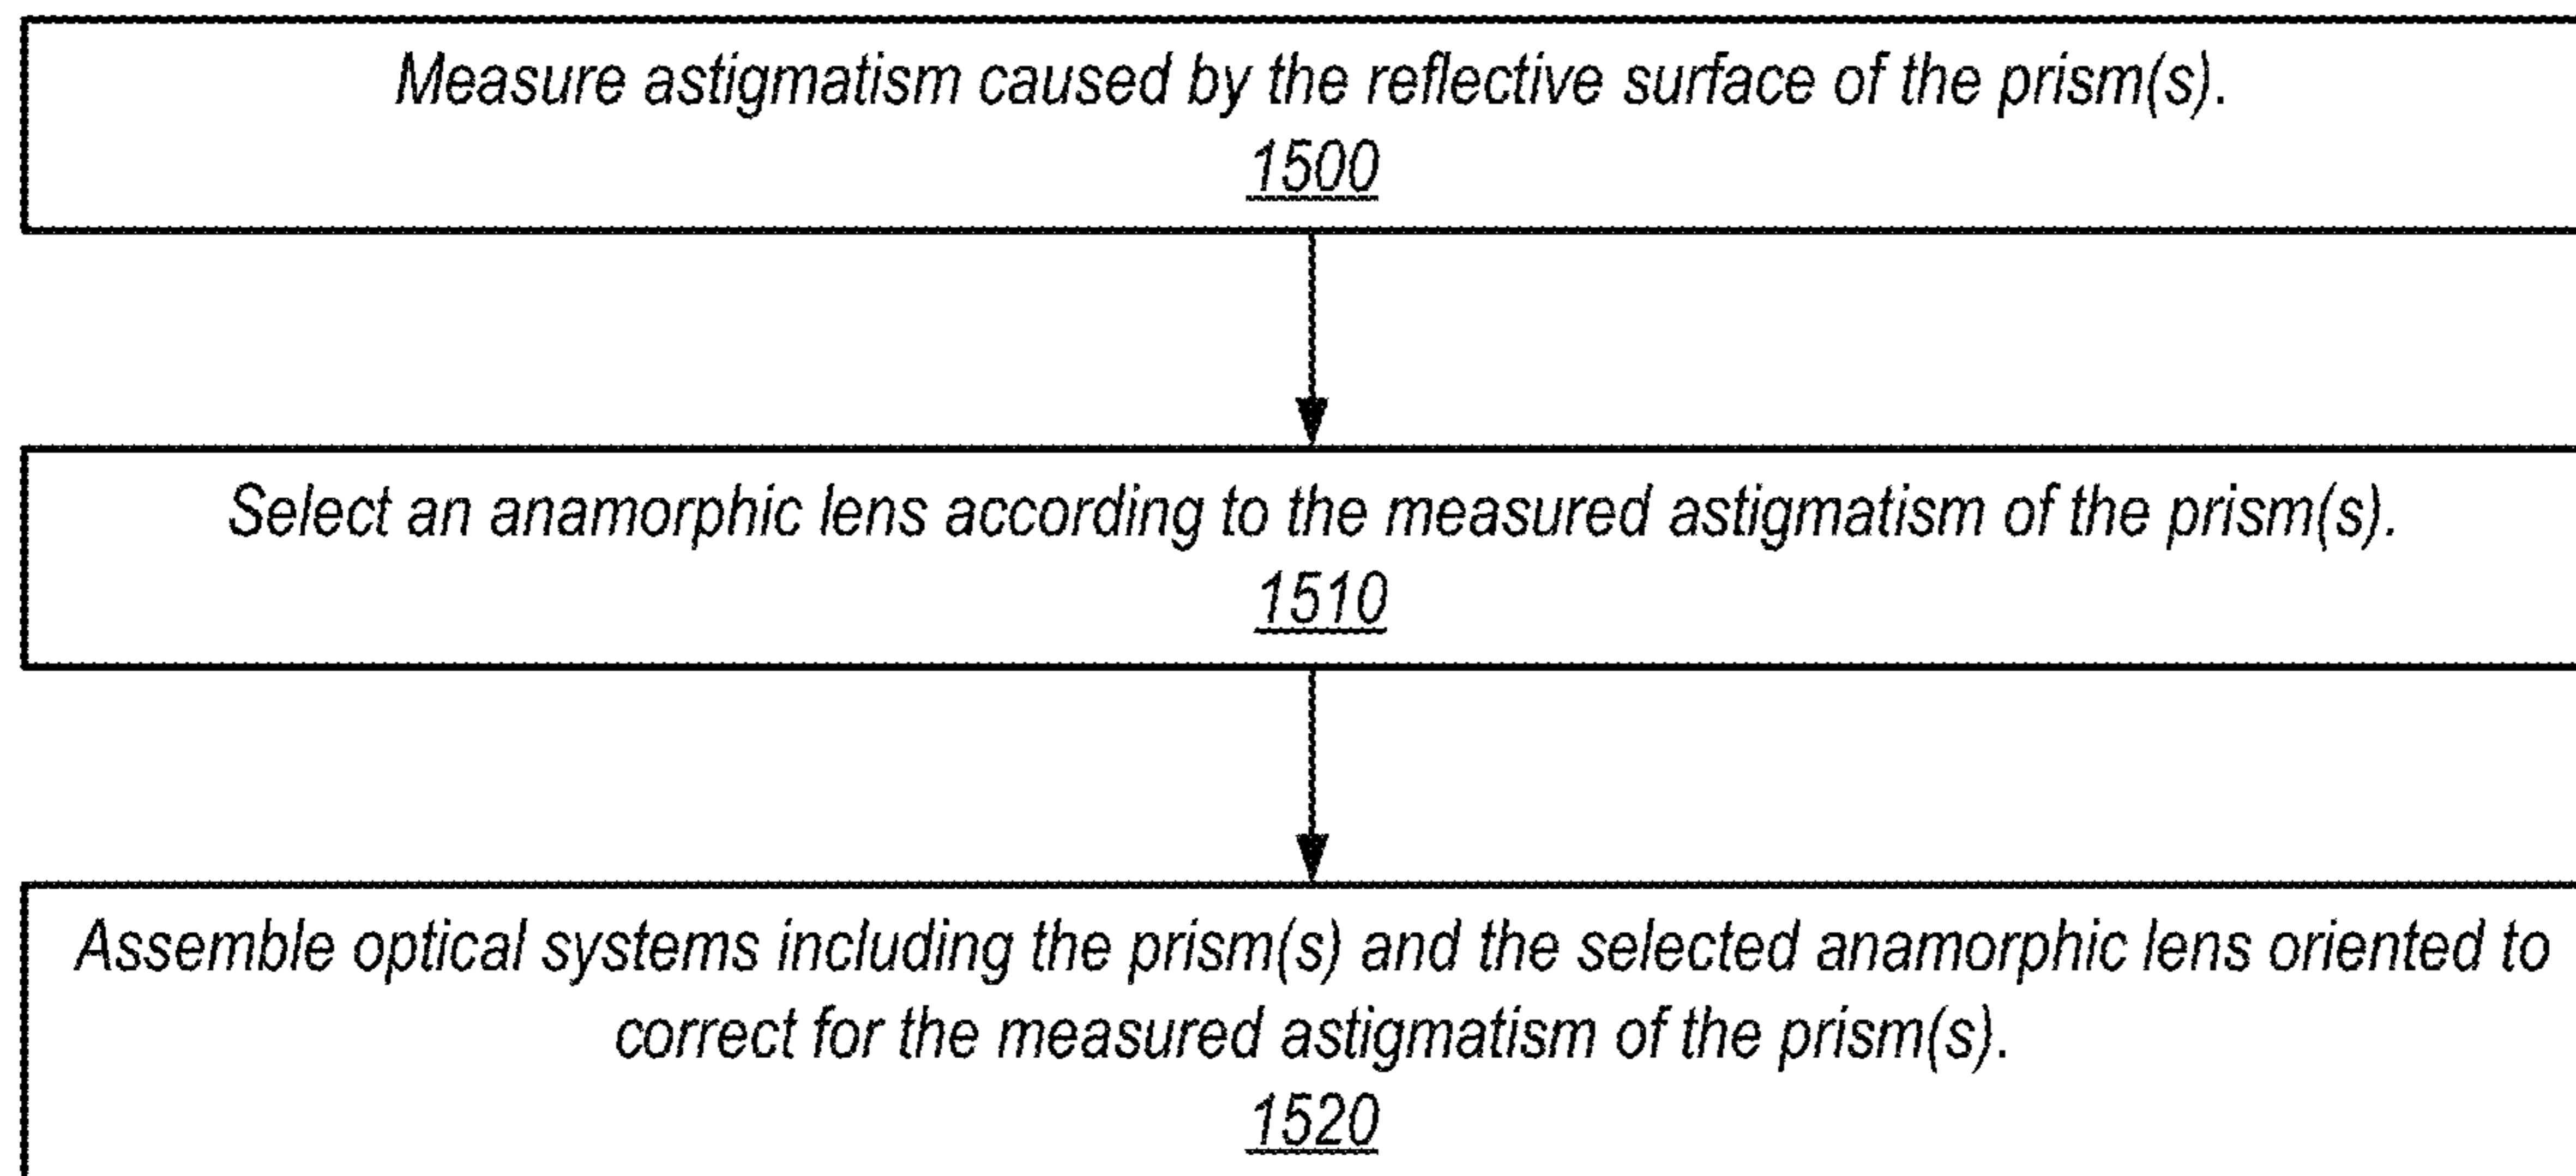 Measure astigmatism caused by the reflective surface of the prism(s).
1500
Select an anamorphic lens according to the measured astigmatism of the prism(s).
1510
Assemble optical systems including the prism(s) and the selected anamorphic lens oriented to
correct for the measured astigmatism of the prism(s).
1520